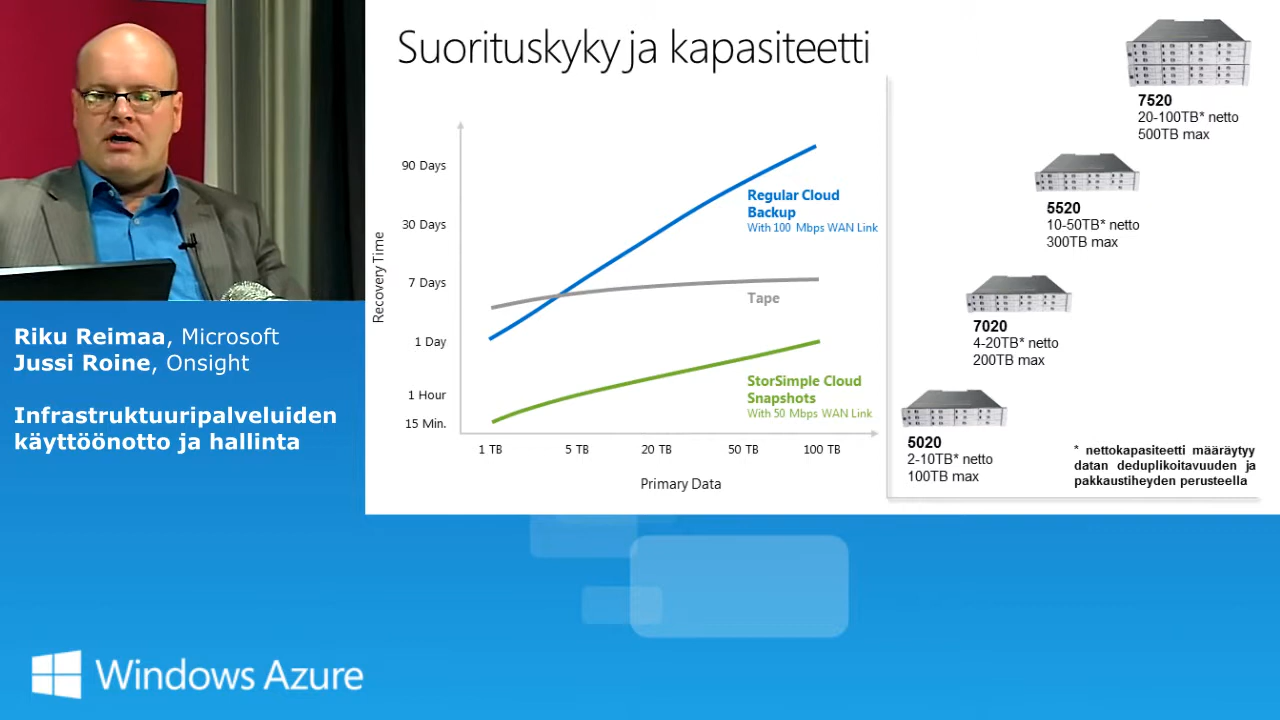 Suorituskyky ja kapasiteetti
Recovery Time
90 Days
30 Days
7 Days
1 Day
1 Hour
15 Min.
1 TB
5 TB
20 TB
50 TB
100 TB
Primary Data
Regular Cloud
Backup
With 100 Mbps WAN Link
Tape
StorSimple Cloud
Snapshots
With 50 Mbps WAN Link
7520
20-100TB* netto
500TB max
5520
10-50TB* netto
300TB max
7020
4-20TB* netto
200TB max
5020
2-10TB* netto
100TB max
* nettokapasiteetti määräytyy
datan deduplikoitavuuden ja
pakkaustiheyden perusteella
Riku Reimaa, Microsoft
Jussi Roine, Onsight
Infrastruktuuripalveluiden
käyttöönotto ja hallinta
Windows Azure